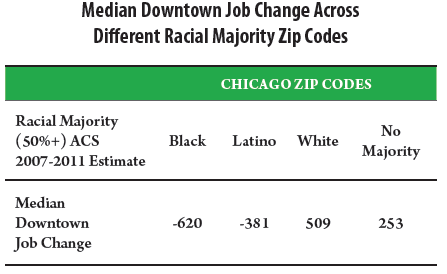 Median Downtown Job Change Across
Different Racial Majority Zip Codes
CHICAGO ZIP CODES
Racial Majority
(50%+) ACS
2007-2011 Estimate
Black Latino White No
Majority
Median
Downtown
Job Change
-620 -381 509 253